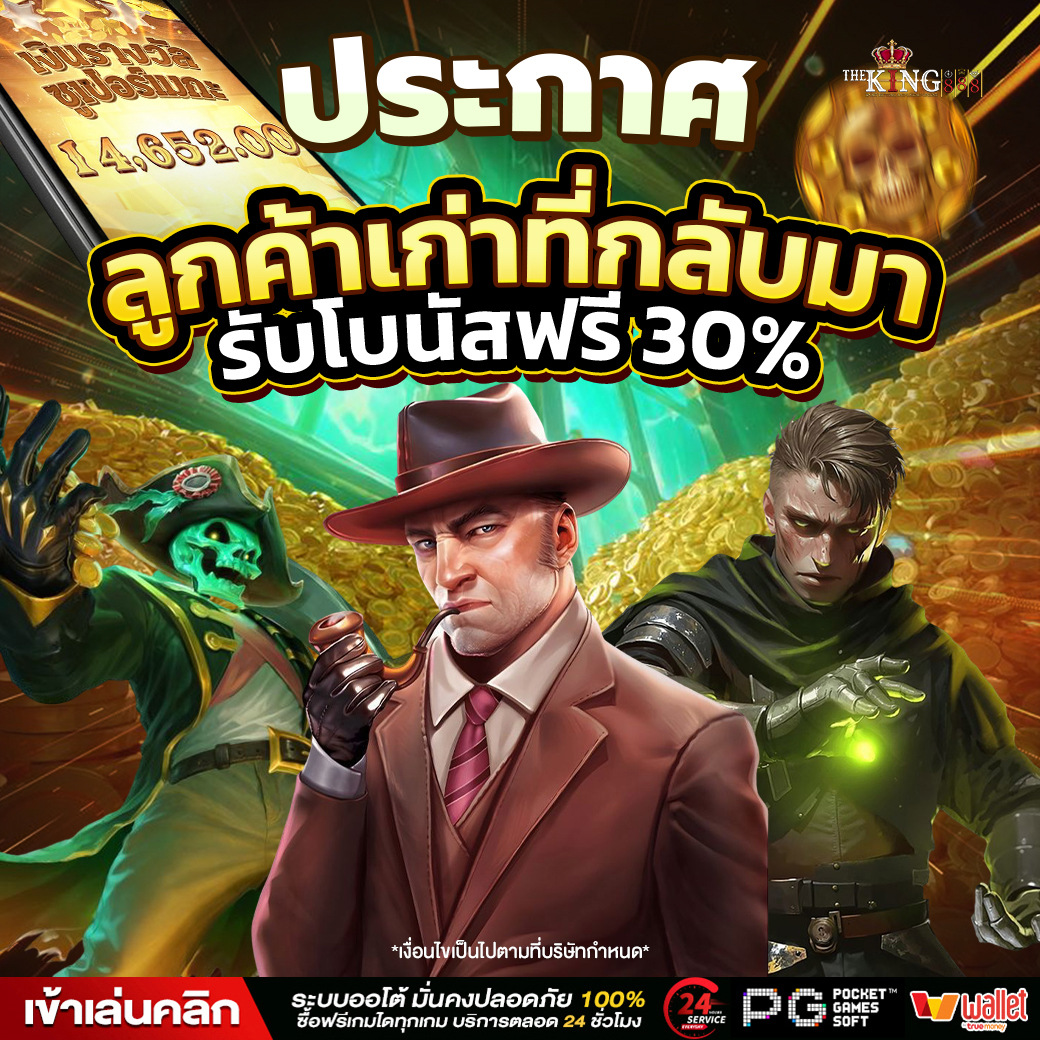 เงินรางวัล
ซุปเปอร์เมกะ
14,652.00
ประกาศ
THE KING
ลูกค้าเก่าที่กลับมา
รับโบนัสฟรี 30%
*เงื่อนไขเป็นไปตามที่บริษัทกำหนด*
เข้าเล่นคลิก
ระบบออโต้ มั่นคงปลอดภัย 100%
ซื้อฟรีเกมได้ทุกเกม บริการตลอด 24 ชั่วโมง
24 HOURS
SERVICE
EVERYDAY
PG POCKET™
GAMES
SOFT
wallet
by truemoney